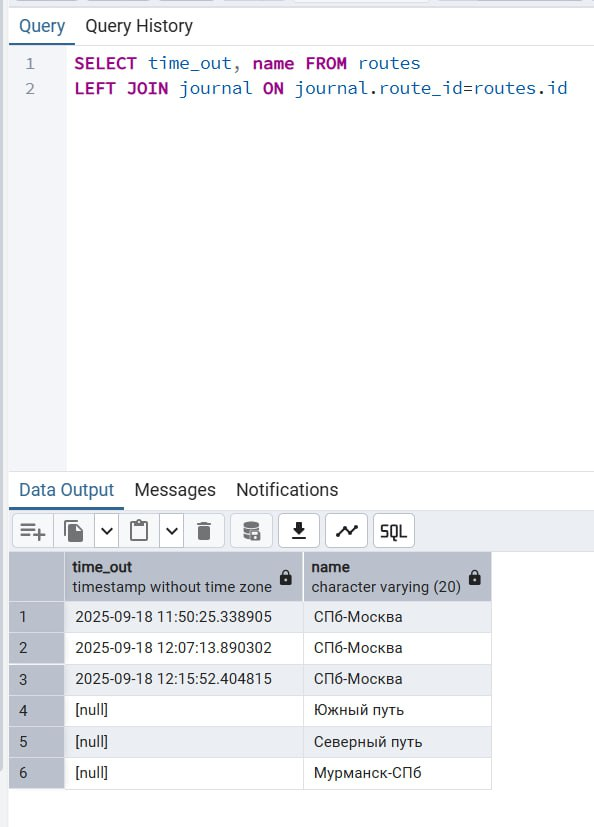 Query Query History
1 SELECT time_out, name FROM routes
2 LEFT JOIN journal ON journal.route_id=routes.id
Data Output Messages Notifications
SQL
time_out name
timestamp without time zone character varying (20)
1 2025-09-18 11:50:25.338905 СПб-Москва
2 2025-09-18 12:07:13.890302 СПб-Москва
3 2025-09-18 12:15:52.404815 СПб-Москва
4 [null] Южный путь
5 [null] Северный путь
6 [null] Мурманск-СПб